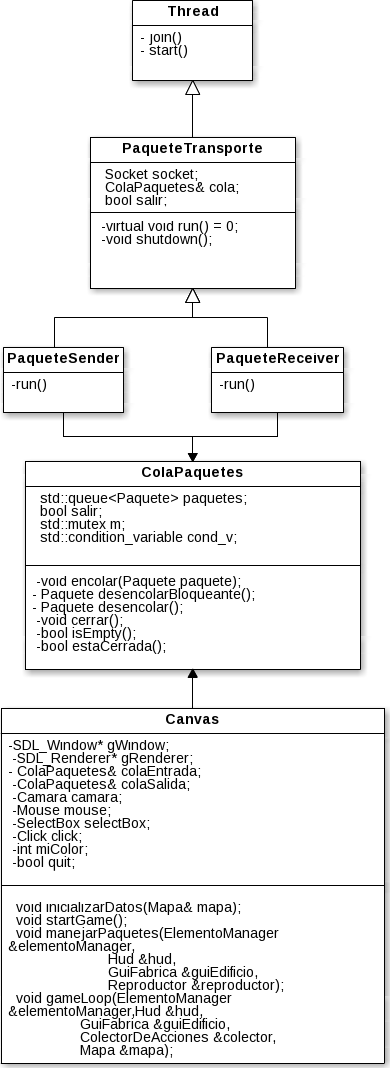 Thread
- join()
- start()
PaqueteTransporte
Socket socket;
ColaPaquetes& cola;
bool salir;
-virtual void run() = 0;
-void shutdown();
PaqueteSender
-run()
PaqueteReceiver
-run()
ColaPaquetes
std::queue<Paquete> paquetes;
bool salir;
std::mutex m;
std::condition_variable cond_v;
-void encolar(Paquete paquete);
- Paquete desencolarBloqueante();
- Paquete desencolar();
-void cerrar();
-bool isEmpty();
-bool estaCerrada();
Canvas
-SDL_Window* gWindow;
-SDL_Renderer* gRenderer;
- ColaPaquetes& colaEntrada;
-ColaPaquetes& colaSalida;
-Camara camara;
-Mouse mouse;
-SelectBox selectBox;
-Click click;
-int miColor;
-bool quit;
void inicializarDatos(Mapa& mapa);
void startGame();
void manejarPaquetes(ElementoManager
&elementoManager,
Hud &hud,
GuiFabrica &guiEdificio,
Reproductor &reproductor);
void gameLoop(ElementoManager
&elementoManager,Hud &hud,
GuiFabrica &guiEdificio,
ColectorDeAcciones &colector,
Mapa &mapa);